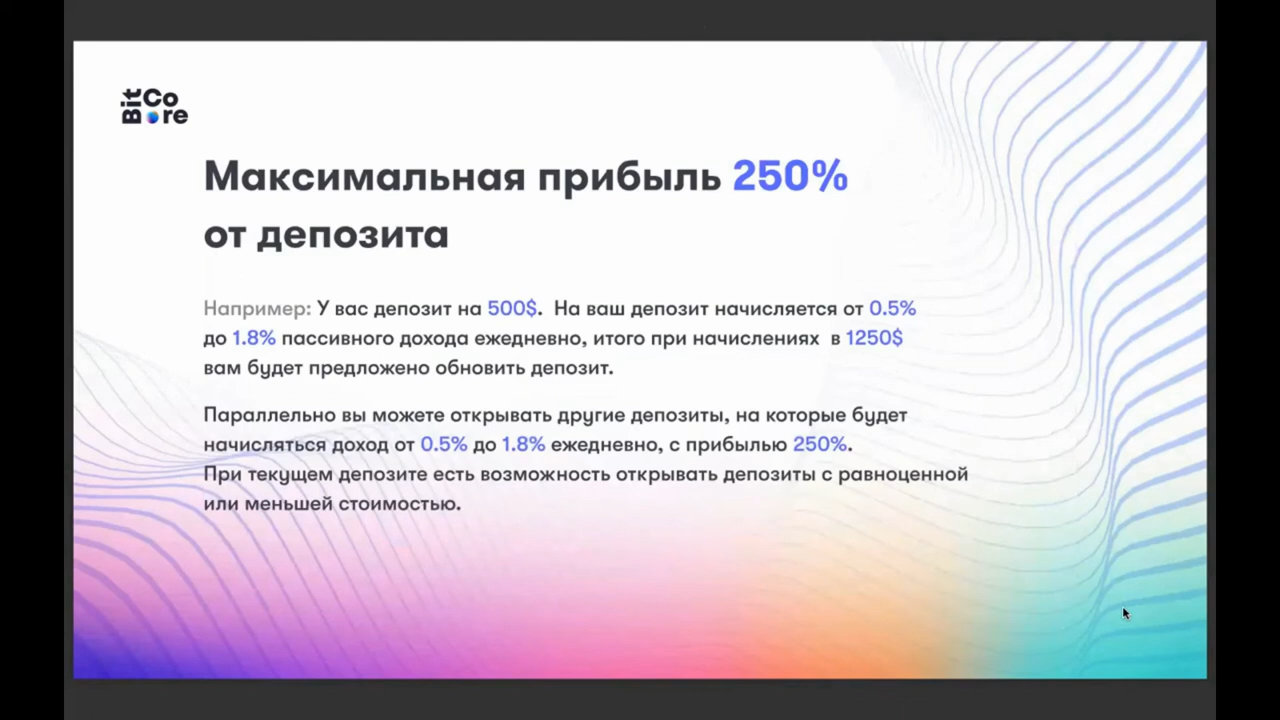 BitCore
Максимальная прибыль 250%
от депозита
Например: У вас депозит на 500$. На ваш депозит начисляется от 0.5%
до 1.8% пассивного дохода ежедневно, итого при начислениях в 1250$
вам будет предложено обновить депозит.
Параллельно вы можете открывать другие депозиты, на которые будет
начисляться доход от 0.5% до 1.8% ежедневно, с прибылью 250%.
При текущем депозите есть возможность открывать депозиты с равноценной
или меньшей стоимостью.